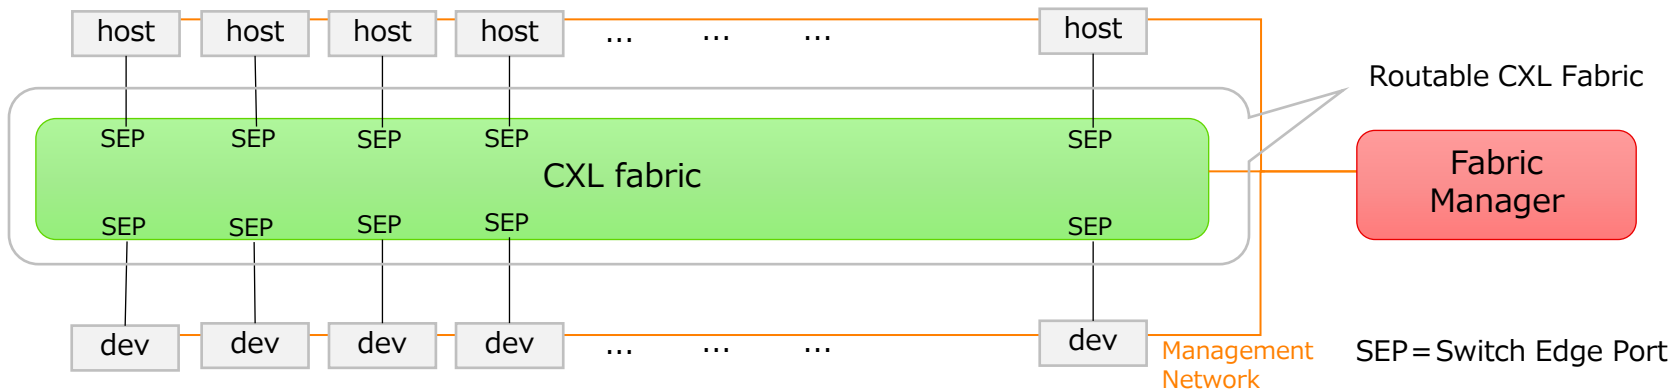 host host host host ... ... ... host
Routable CXL Fabric
SEP SEP SEP SEP SEP
CXL fabric
Fabric
Manager
SEP SEP SEP SEP SEP
dev dev dev dev ... ... ... dev
Management
Network
SEP=Switch Edge Port